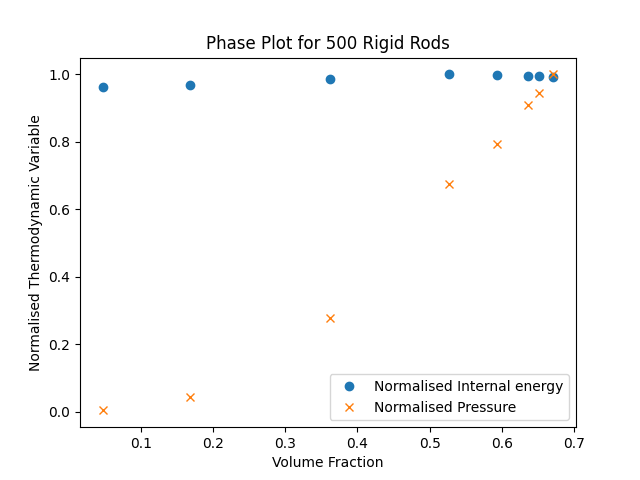 Phase Plot for 500 Rigid Rods
Normalised Thermodynamic Variable
1.0
0.8
0.6
0.4
0.2
0.0
Normalised Internal energy
Normalised Pressure
0.1 0.2 0.3 0.4 0.5 0.6 0.7
Volume Fraction